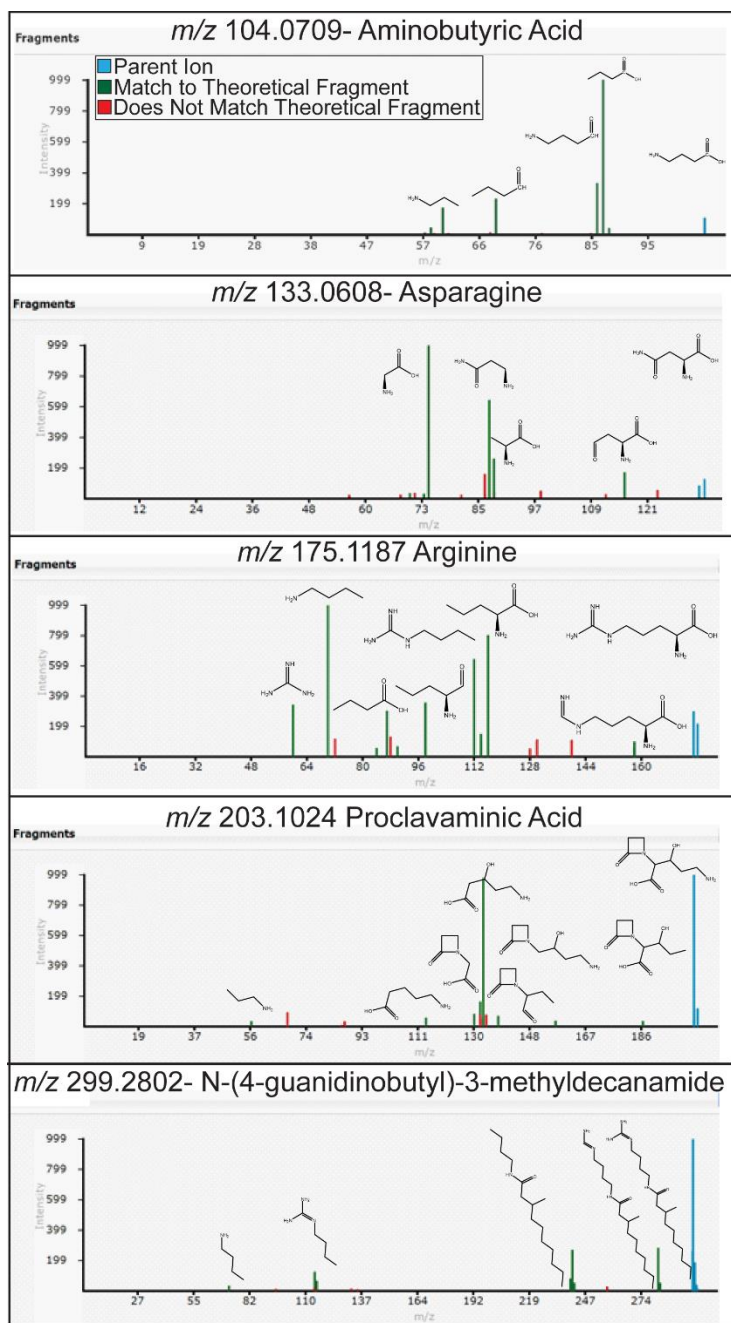 m/z 104.0709- Aminobutyric Acid
Fragments
Parent Ion
Match to Theoretical Fragment
Does Not Match Theoretical Fragment
999
799
599
399
199
Intensity
9 19 28 38 47 57 66 76 85 95
m/z
m/z 133.0608- Asparagine
Fragments
999
799
599
399
199
Intensity
12 24 36 48 60 73 85 97 109 121
m/z
m/z 175.1187 Arginine
Fragments
999
799
599
399
199
Intensity
16 32 48 64 80 96 112 128 144 160
m/z
m/z 203.1024 Proclavaminic Acid
Fragments
999
799
599
399
199
Intensity
19 37 56 74 93 111 130 148 167 186
m/z
m/z 299.2802- N-(4-guanidinobutyl)-3-methyldecanamide
999
799
599
399
199
Intensity
27 55 82 110 137 164 192 219 247 274
m/z